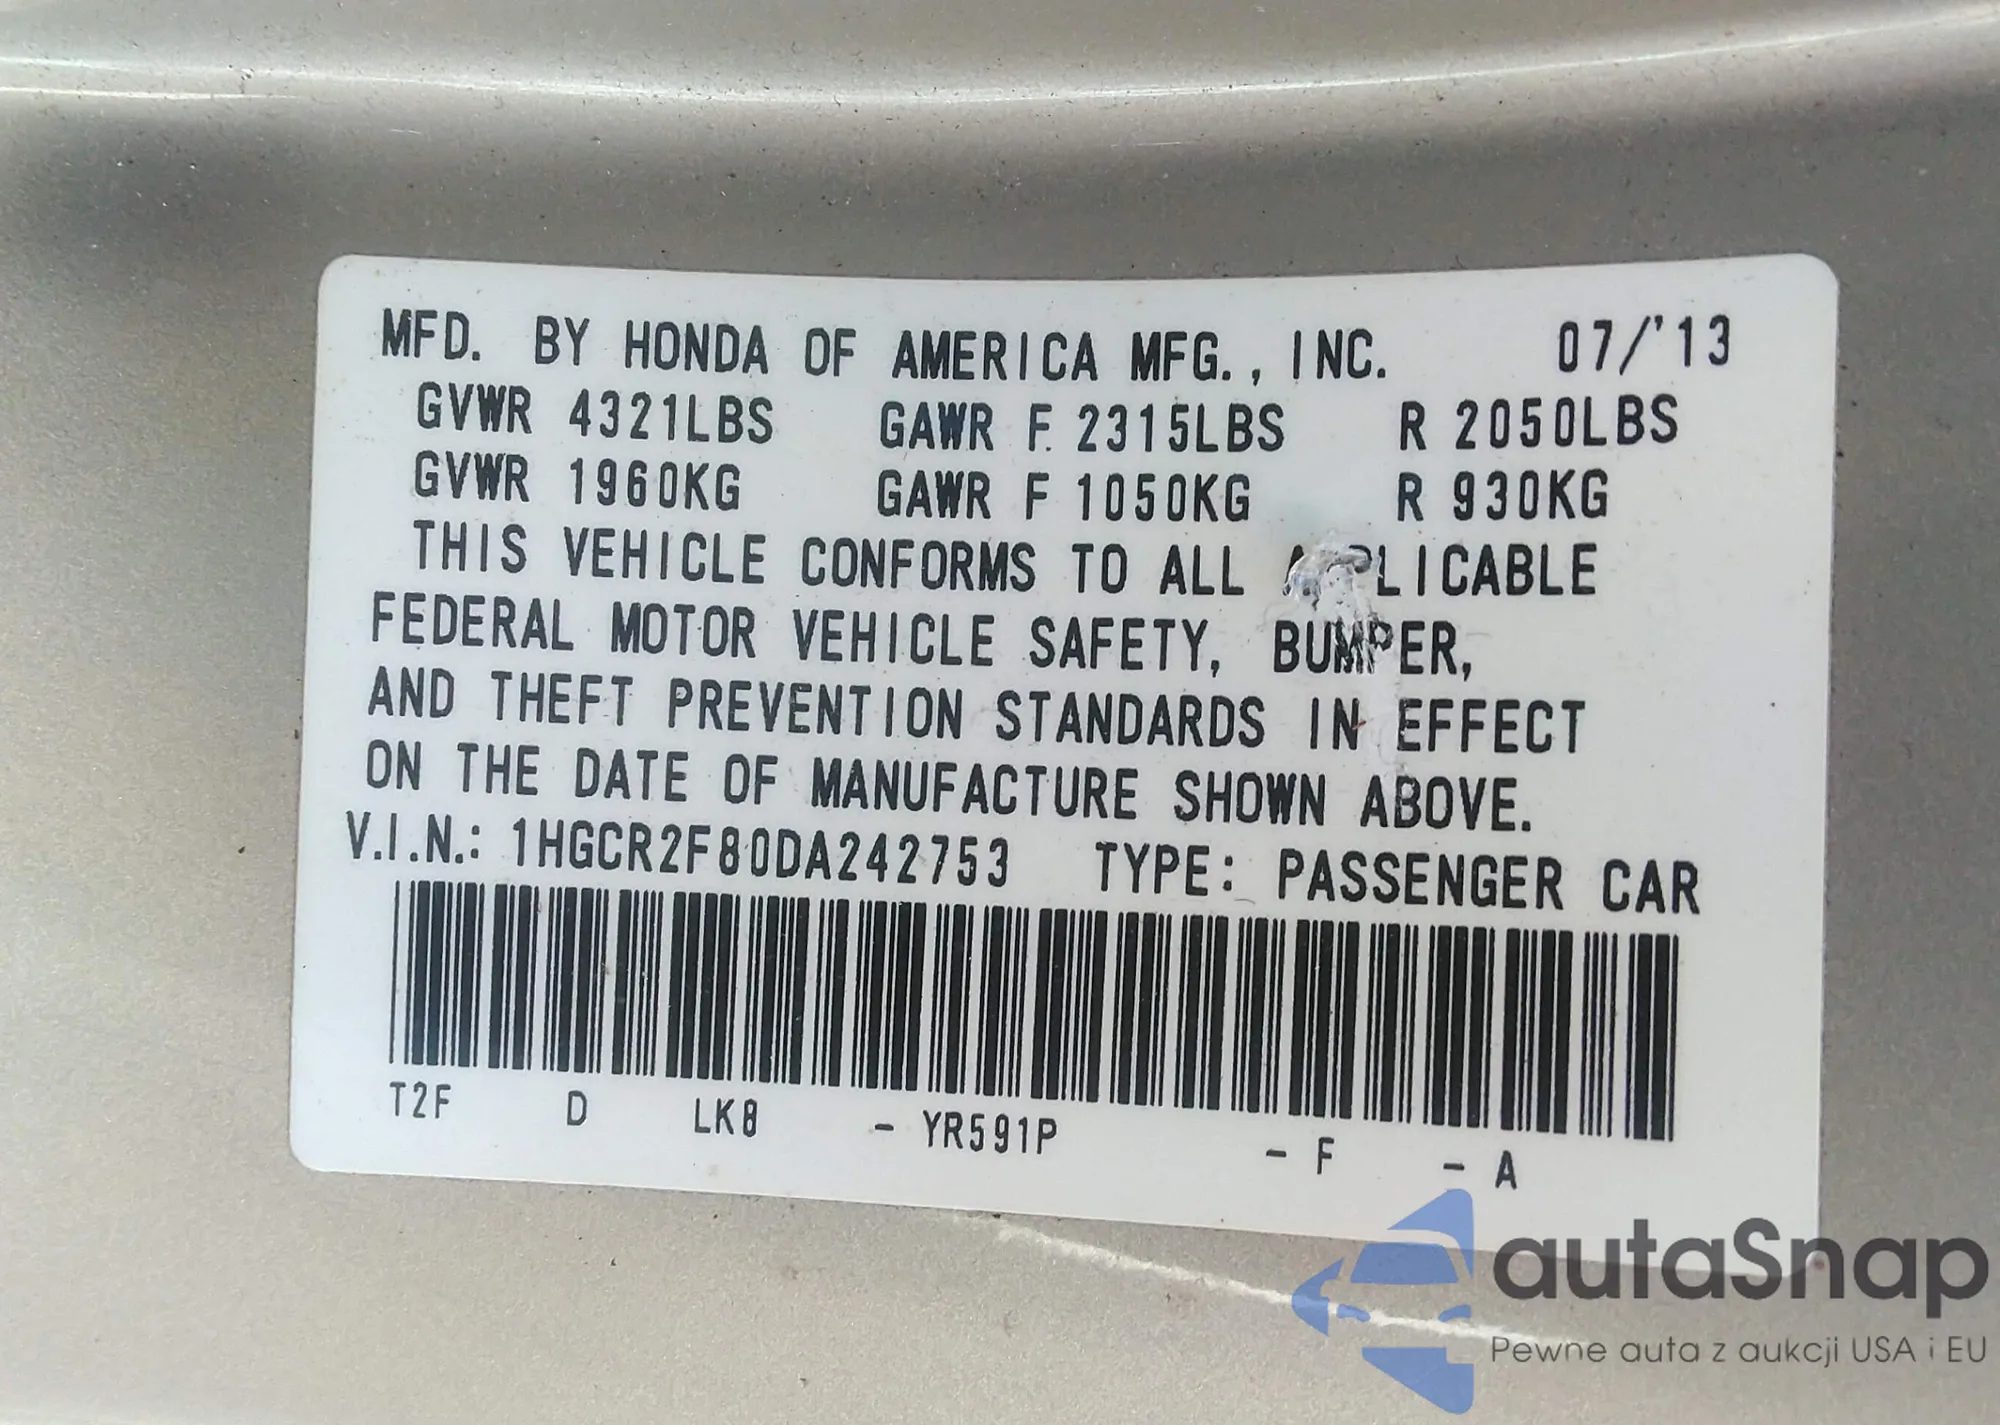 MFD. BY HONDA OF AMERICA MFG., INC. 07/'13
GVWR 4321LBS GAWR F 2315LBS R 2050LBS
GVWR 1960KG GAWR F 1050KG R 930KG
THIS VEHICLE CONFORMS TO ALL APPLICABLE
FEDERAL MOTOR VEHICLE SAFETY, BUMPER,
AND THEFT PREVENTION STANDARDS IN EFFECT
ON THE DATE OF MANUFACTURE SHOWN ABOVE.
V.I.N.: 1HGCR2F80DA242753 TYPE: PASSENGER CAR
T2F D LK8 - YR591P - F - A
autaSnap
Pewne auta z aukcji USA i EU